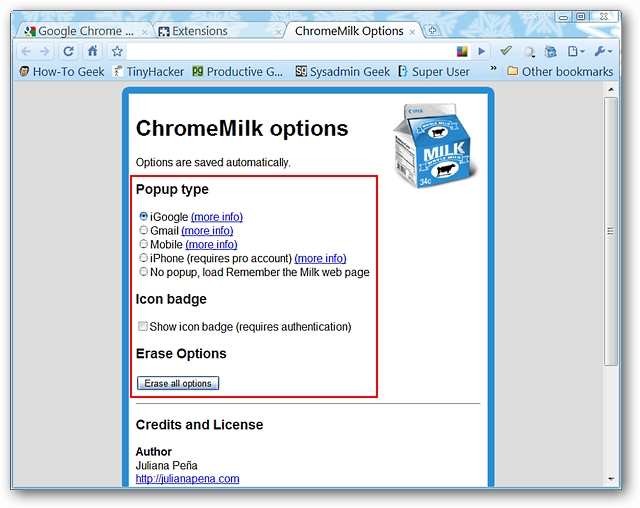 Google Chrome ...
Extensions
ChromeMilk Options
How-To Geek
TinyHacker
Productive G...
Sysadmin Geek
Super User
»
Other bookmarks
ChromeMilk options
Options are saved automatically.
MILK
WHOLE MILK
34c
Popup type
iGoogle (more info)
Gmail (more info)
Mobile (more info)
iPhone (requires pro account) (more info)
No popup, load Remember the Milk web page
Icon badge
Show icon badge (requires authentication)
Erase Options
Erase all options
Credits and License
Author
Juliana Peña
http://julianapena.com